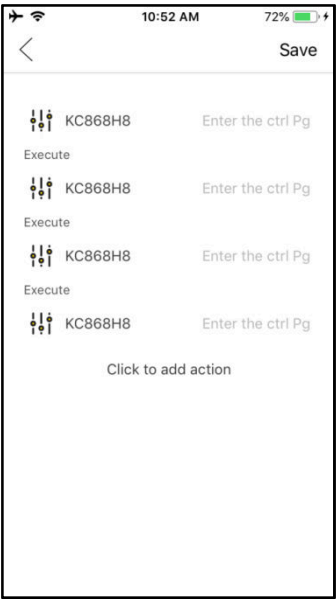 10:52 AM 72%
Save
KC868H8 Enter the ctrl Pg
Execute
KC868H8 Enter the ctrl Pg
Execute
KC868H8 Enter the ctrl Pg
Execute
KC868H8 Enter the ctrl Pg
Click to add action